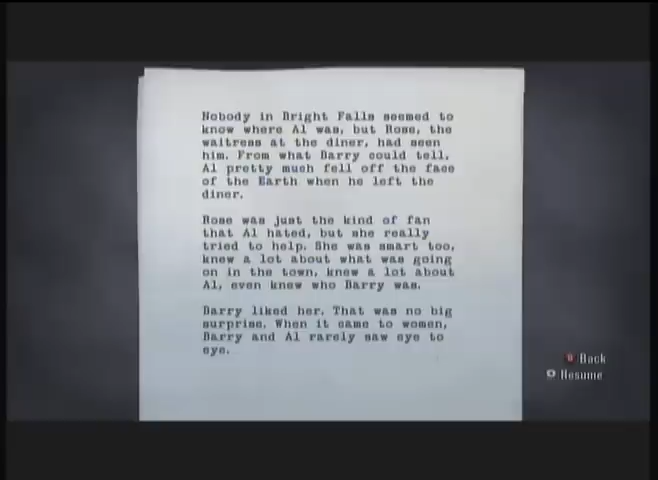 Nobody in Bright Falls seemed to
know where Al was, but Rose, the
waitress at the diner, had seen
him. From what Barry could tell,
Al pretty much fell off the face
of the Earth when he left the
diner.
Rose was just the kind of fan
that Al hated, but she really
tried to help. She was smart too,
knew a lot about what was going
on in the town, knew a lot about
Al, even knew who Barry was.
Barry liked her. That was no big
surprise. When it came to women,
Barry and Al rarely saw eye to
eye.
B Back
Resume